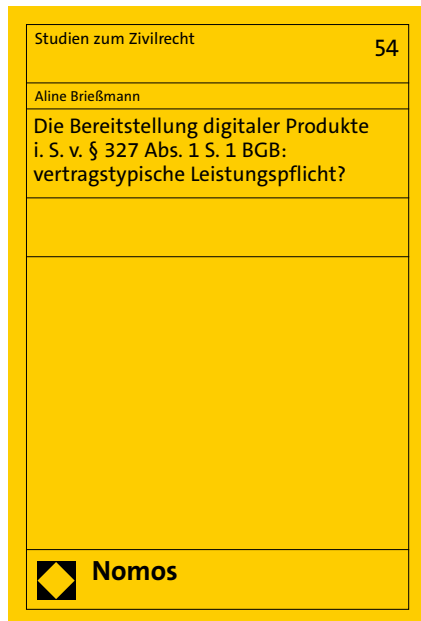 Studien zum Zivilrecht
54
Aline Brießmann
Die Bereitstellung digitaler Produkte
i. S. v. § 327 Abs. 1 S. 1 BGB:
vertragstypische Leistungspflicht?
Nomos